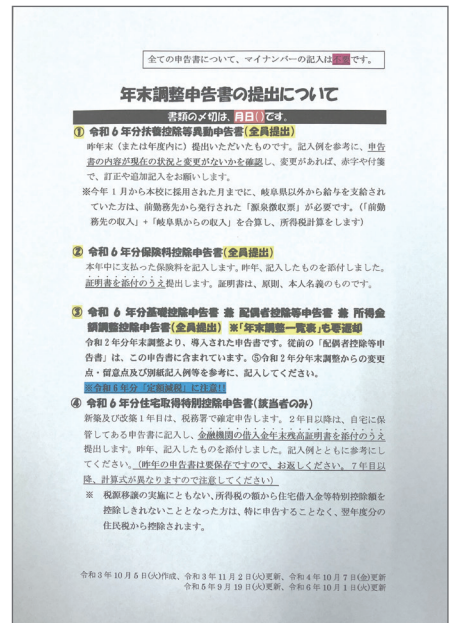 全ての申告書について、マイナンバーの記入は不要です。
年末調整申告書の提出について
書類の〆切は、月日()です。
① 令和6年分扶養控除等異動申告書(全員提出)
昨年末（または年度内に）提出いただいたものです。記入例を参考に、申告
書の内容が現在の状況と変更がないかを確認し、変更があれば、赤字や付箋
で、訂正や追加記入をお願いします。
※今年1月から本校に採用された月までに、岐阜県以外から給与を支給され
ていた方は、前勤務先から発行された「源泉徴収票」が必要です。(「前勤
務先の収入」+「岐阜県からの収入」を合算し、所得税計算をします)
② 令和6年分保険料控除申告書(全員提出)
本年中に支払った保険料を記入します。昨年、記入したものを添付しました。
証明書を添付のうえ提出します。証明書は、原則、本人名義のものです。
③ 令和6年分基礎控除申告書 兼 配偶者控除等申告書 兼 所得金
額調整控除申告書(全員提出) ※「年末調整一覧表」も要返却
令和2年分年末調整より、導入された申告書です。従前の「配偶者控除等申
告書」は、この申告書に含まれています。⑤令和2年分年末調整からの変更
点・留意点及び別紙記入例等を参考に、記入してください。
※令和6年分「定額減税」に注意!!
④ 令和6年分住宅取得特別控除申告書(該当者のみ)
新築及び改築1年目は、税務署で確定申告します。2年目以降は、自宅に保
管してある申告書に記入し、金融機関の借入金年末残高証明書を添付のうえ
提出します。昨年、記入したものを添付しました。記入例とともに参考にし
てください。(昨年の申告書は要保存ですので、お返しください。7年目以
降、計算式が異なりますので注意してください)
※ 税源移譲の実施にともない、所得税の額から住宅借入金等特別控除額を
控除しきれないこととなった方は、特に申告することなく、翌年度分の
住民税から控除されます。
令和3年10月5日(火)作成、令和3年11月2日(火)更新、令和4年10月7日(金)更新
令和5年9月19日(火)更新、令和6年10月1日(火)更新